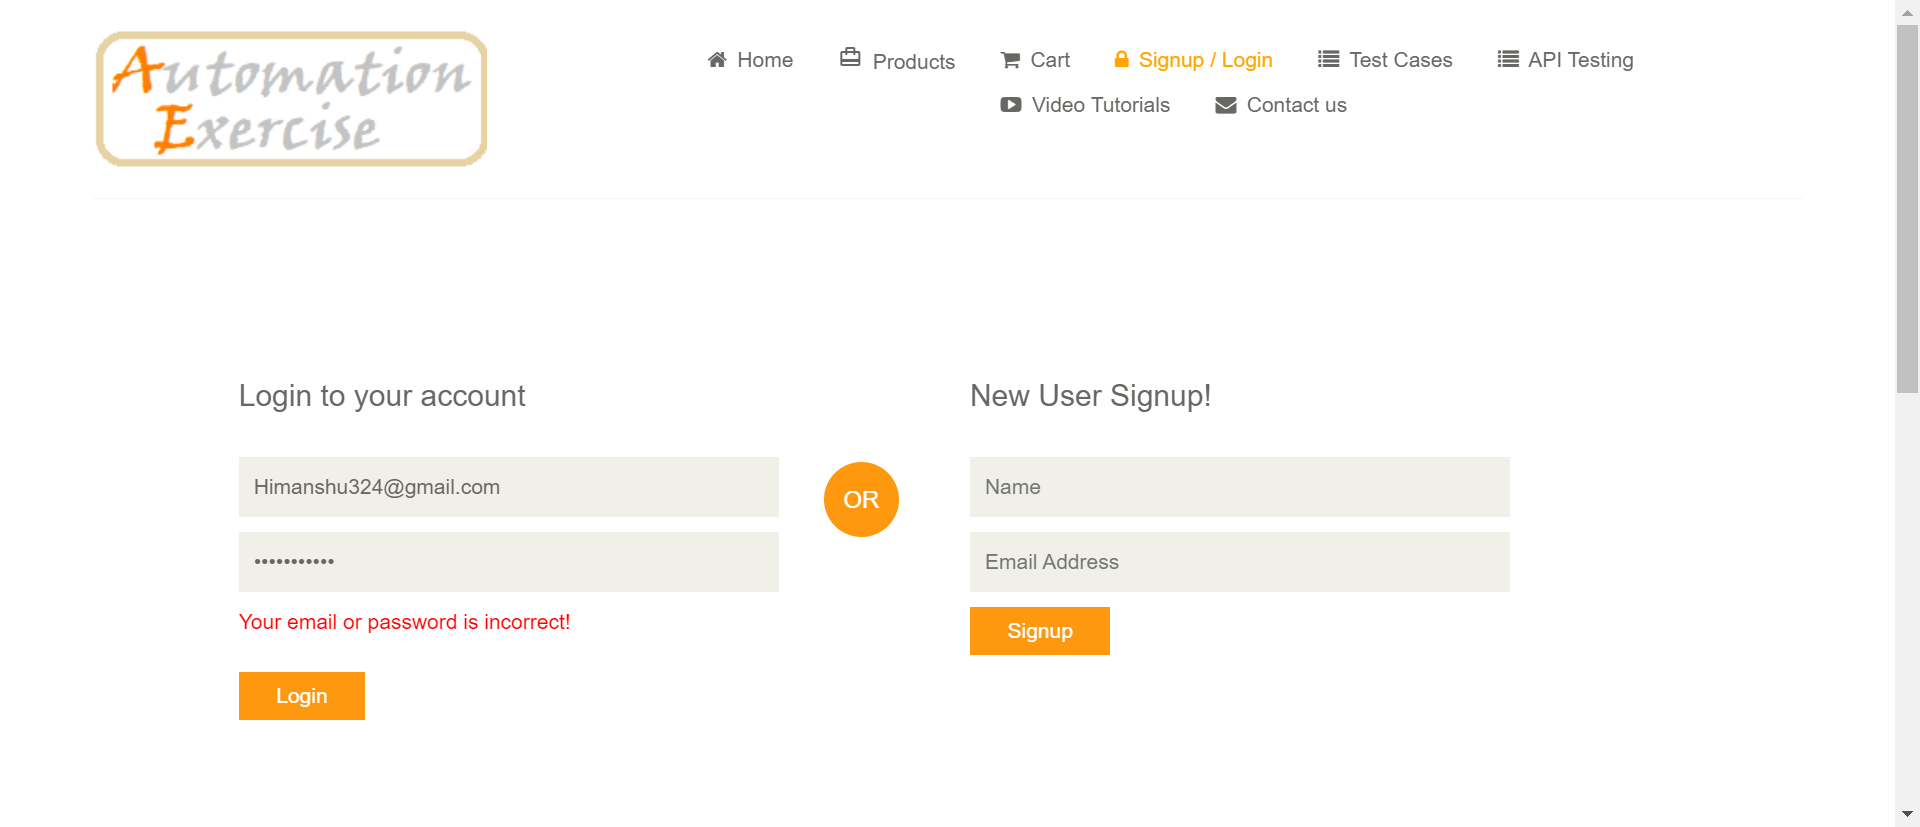 Automation
Exercise
Home Products Cart Signup / Login Test Cases API Testing
Video Tutorials Contact us
Login to your account
Himanshu324@gmail.com
•••••••••••
Your email or password is incorrect!
Login
OR
New User Signup!
Name
Email Address
Signup